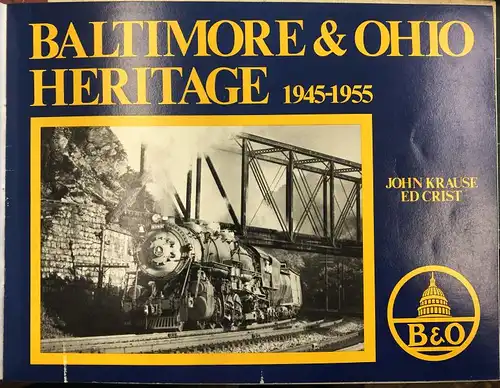 BALTIMORE & OHIO
HERITAGE 1945-1955
JOHN KRAUSE
ED CRIST
B&O